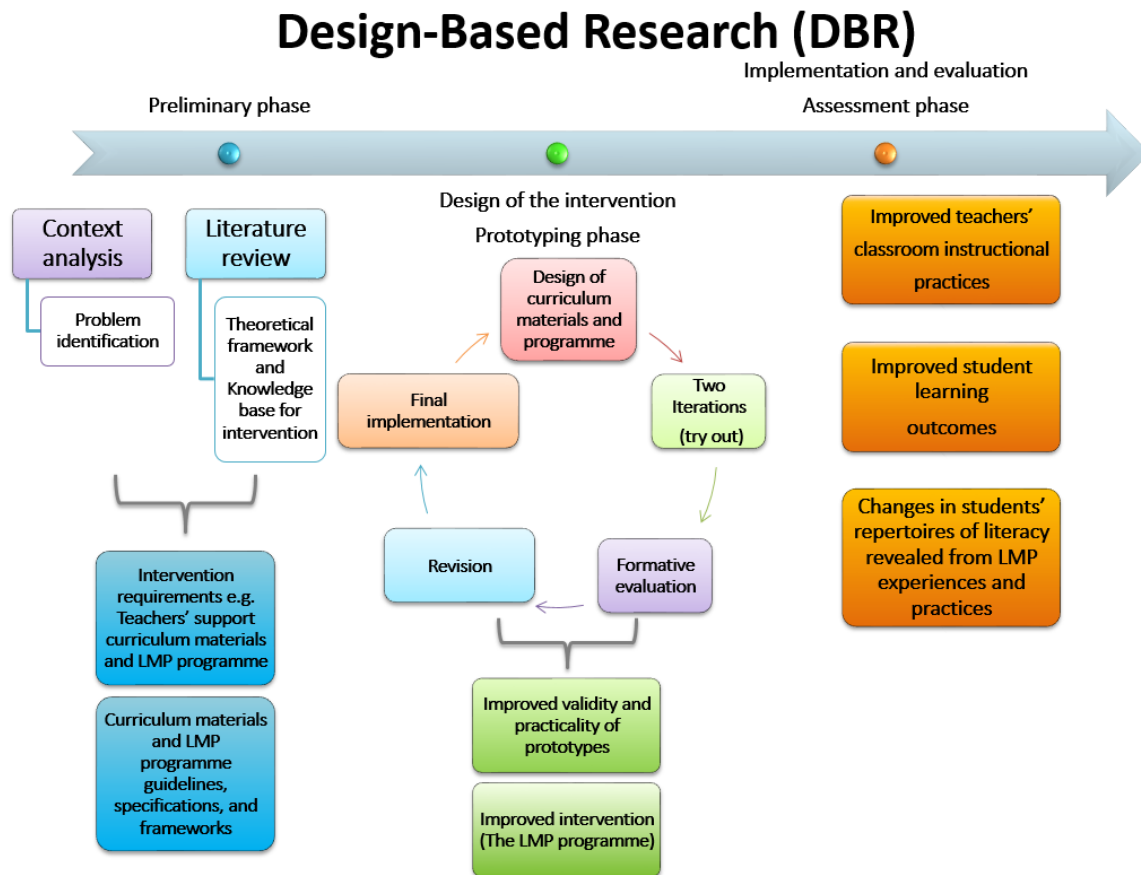 Design-Based Research (DBR)
Preliminary phase
Implementation and evaluation
Assessment phase
Context
analysis
Problem
identification
Literature
review
Theoretical
framework
and
Knowledge
base for
intervention
Intervention
requirements e.g.
Teachers’ support
curriculum materials
and LMP programme
Curriculum materials
and LMP
programme
guidelines,
specifications, and
frameworks
Design of the intervention
Prototyping phase
Design of
curriculum
materials and
programme
Two
Iterations
(try out)
Formative
evaluation
Revision
Final
implementation
Improved validity and
practicality of
prototypes
Improved intervention
(The LMP programme)
Improved teachers’
classroom instructional
practices
Improved student
learning
outcomes
Changes in students’
repertoires of literacy
revealed from LMP
experiences and
practices